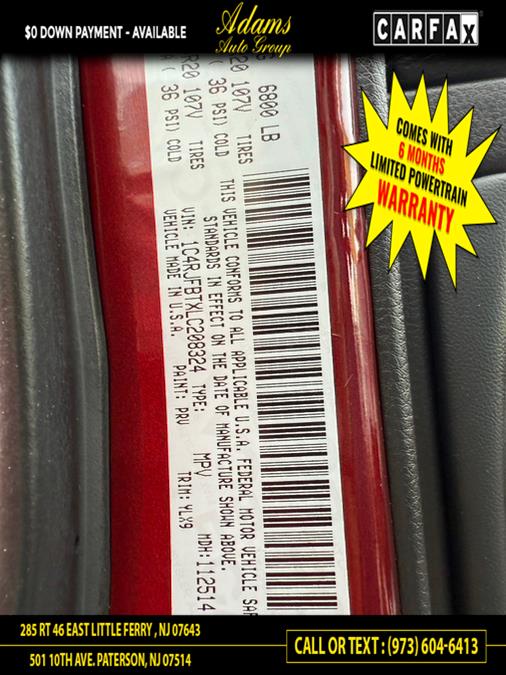 $0 DOWN PAYMENT - AVAILABLE
Adams
Auto Group
CARFAX
COMES WITH
6 MONTHS
LIMITED POWERTRAIN
WARRANTY
6800 LB
20 107V TIRES
36 PSI) COLD
R20 107V TIRES
( 36 PSI) COLD
THIS VEHICLE CONFORMS TO ALL APPLICABLE U.S.A. FEDERAL MOTOR VEHICLE SAF
STANDARDS IN EFFECT ON THE DATE OF MANUFACTURE SHOWN ABOVE.
VIN: 1C4RJFBTXLC208324 TYPE: MPV MDH:112514
VEHICLE MADE IN U.S.A. PAINT: PRV TRIM: YLX9
285 RT 46 EAST LITTLE FERRY , NJ 07643
501 10TH AVE. PATERSON, NJ 07514
CALL OR TEXT : (973) 604-6413